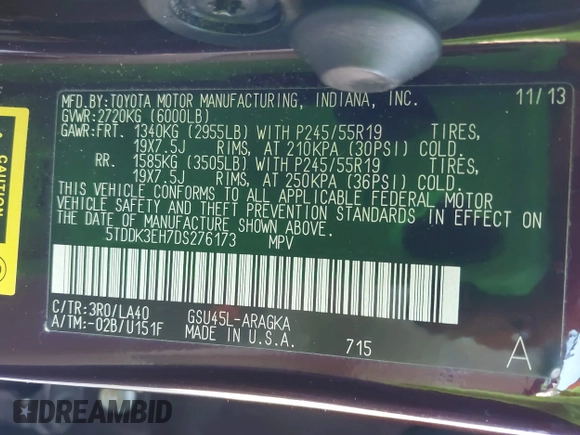 MFD.BY:TOYOTA MOTOR MANUFACTURING, INDIANA, INC. 11/13
GVWR:2720KG (6000LB)
GAWR:FRT. 1340KG (2955LB) WITH P245/55R19 TIRES,
19X7.5J RIMS, AT 210KPA (30PSI) COLD.
RR. 1585KG (3505LB) WITH P245/55R19 TIRES,
19X7.5J RIMS, AT 250KPA (36PSI) COLD.
THIS VEHICLE CONFORMS TO ALL APPLICABLE FEDERAL MOTOR
VEHICLE SAFETY AND THEFT PREVENTION STANDARDS IN EFFECT ON
THE DATE OF MANUFACTURE SHOWN ABOVE.
5TDDK3EH7DS276173 MPV
C/TR:3R0/LA40 GSU45L-ARAGKA
A/TM:-02B/U151F MADE IN U.S.A. 715 A
CAUTION
DREAMBID